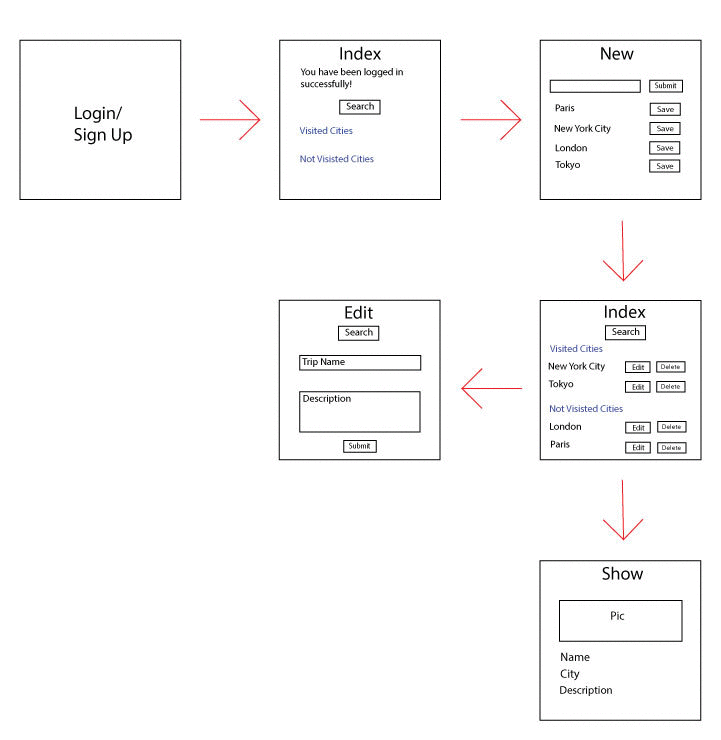 Login/
Sign Up
Index
You have been logged in
successfully!
Search
Visited Cities
Not Visisted Cities
New
Submit
Paris Save
New York City Save
London Save
Tokyo Save
Edit
Search
Trip Name
Description
Submit
Index
Search
Visited Cities
New York City Edit Delete
Tokyo Edit Delete
Not Visisted Cities
London Edit Delete
Paris Edit Delete
Show
Pic
Name
City
Description